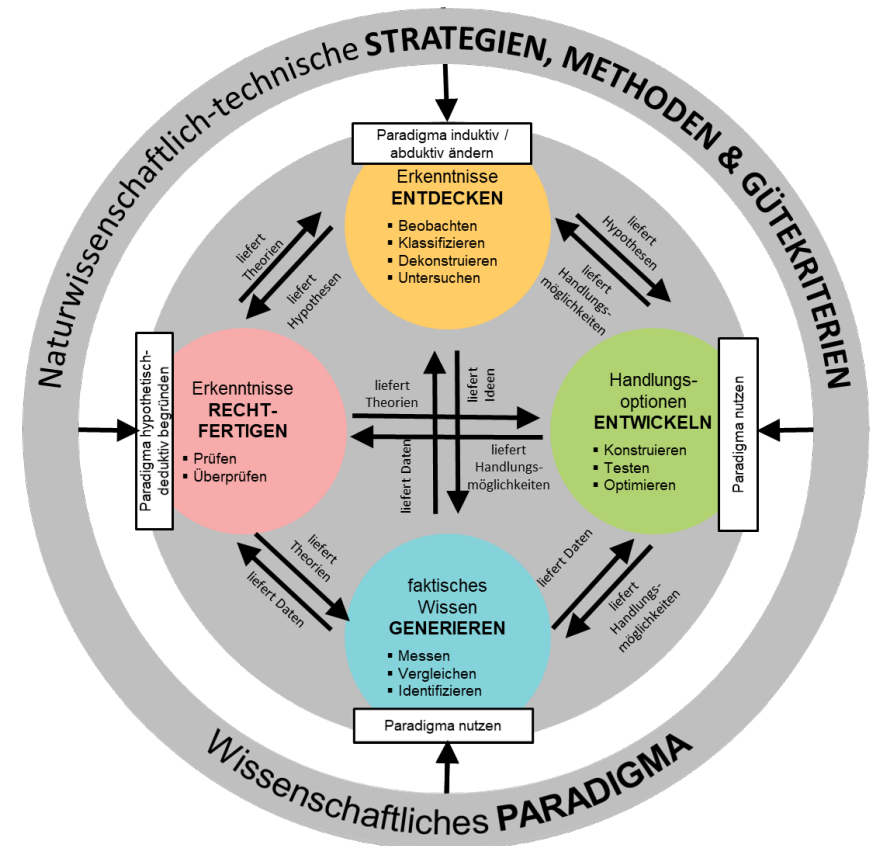 Naturwissenschaftlich-technische STRATEGIEN, METHODEN & GÜTEKRITERIEN
Paradigma induktiv /
abduktiv ändern
Erkenntnisse
ENTDECKEN
▪ Beobachten
▪ Klassifizieren
▪ Dekonstruieren
▪ Untersuchen
liefert
Theorien
liefert
Hypothesen
liefert
Hypothesen
liefert
Handlungs-
möglichkeiten
Paradigma hypothetisch-
deduktiv begründen
Erkenntnisse
RECHT-
FERTIGEN
▪ Prüfen
▪ Überprüfen
liefert
Theorien
liefert
Ideen
liefert Daten
liefert
Handlungs-
möglichkeiten
Handlungs-
optionen
ENTWICKELN
▪ Konstruieren
▪ Testen
▪ Optimieren
Paradigma nutzen
liefert
Theorien
liefert Daten
liefert Daten
liefert
Handlungs-
möglichkeiten
faktisches
Wissen
GENERIEREN
▪ Messen
▪ Vergleichen
▪ Identifizieren
Paradigma nutzen
Wissenschaftliches PARADIGMA